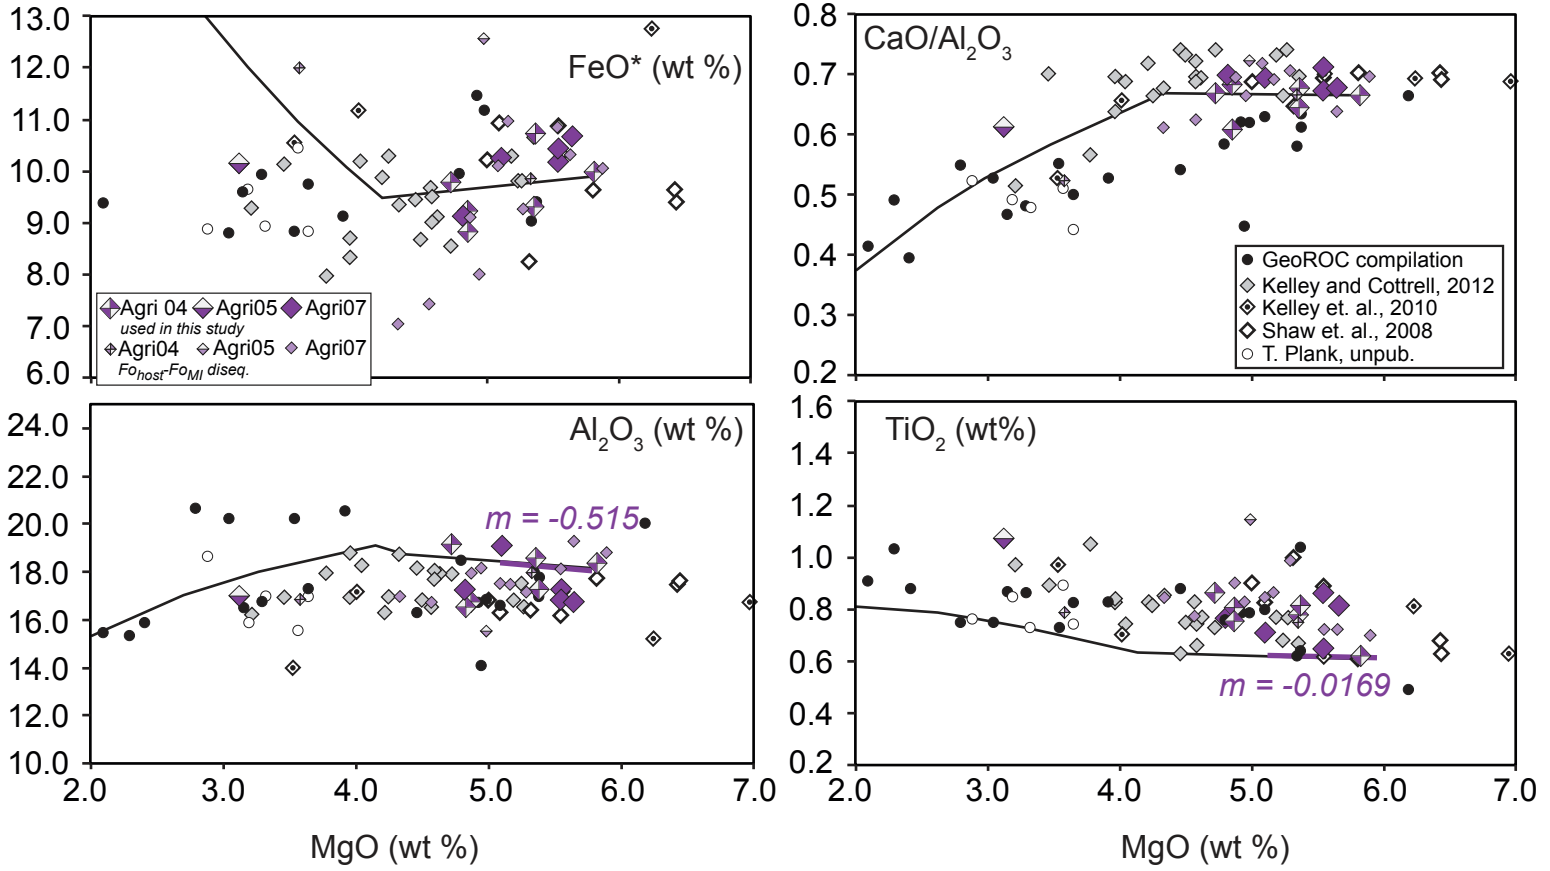 13.0
12.0
11.0
10.0
9.0
8.0
7.0
6.0
FeO* (wt %)
Agri 04 Agri05 Agri07
used in this study
Agri04 Agri05 Agri07
Fohost-FoMI diseq.
0.8
0.7
0.6
0.5
0.4
0.3
0.2
CaO/Al2O3
GeoROC compilation
Kelley and Cottrell, 2012
Kelley et. al., 2010
Shaw et. al., 2008
T. Plank, unpub.
24.0
22.0
20.0
18.0
16.0
14.0
12.0
10.0
Al2O3 (wt %)
m = -0.515
2.0 3.0 4.0 5.0 6.0 7.0
MgO (wt %)
1.6
1.4
1.2
1.0
0.8
0.6
0.4
0.2
TiO2 (wt%)
m = -0.0169
2.0 3.0 4.0 5.0 6.0 7.0
MgO (wt %)